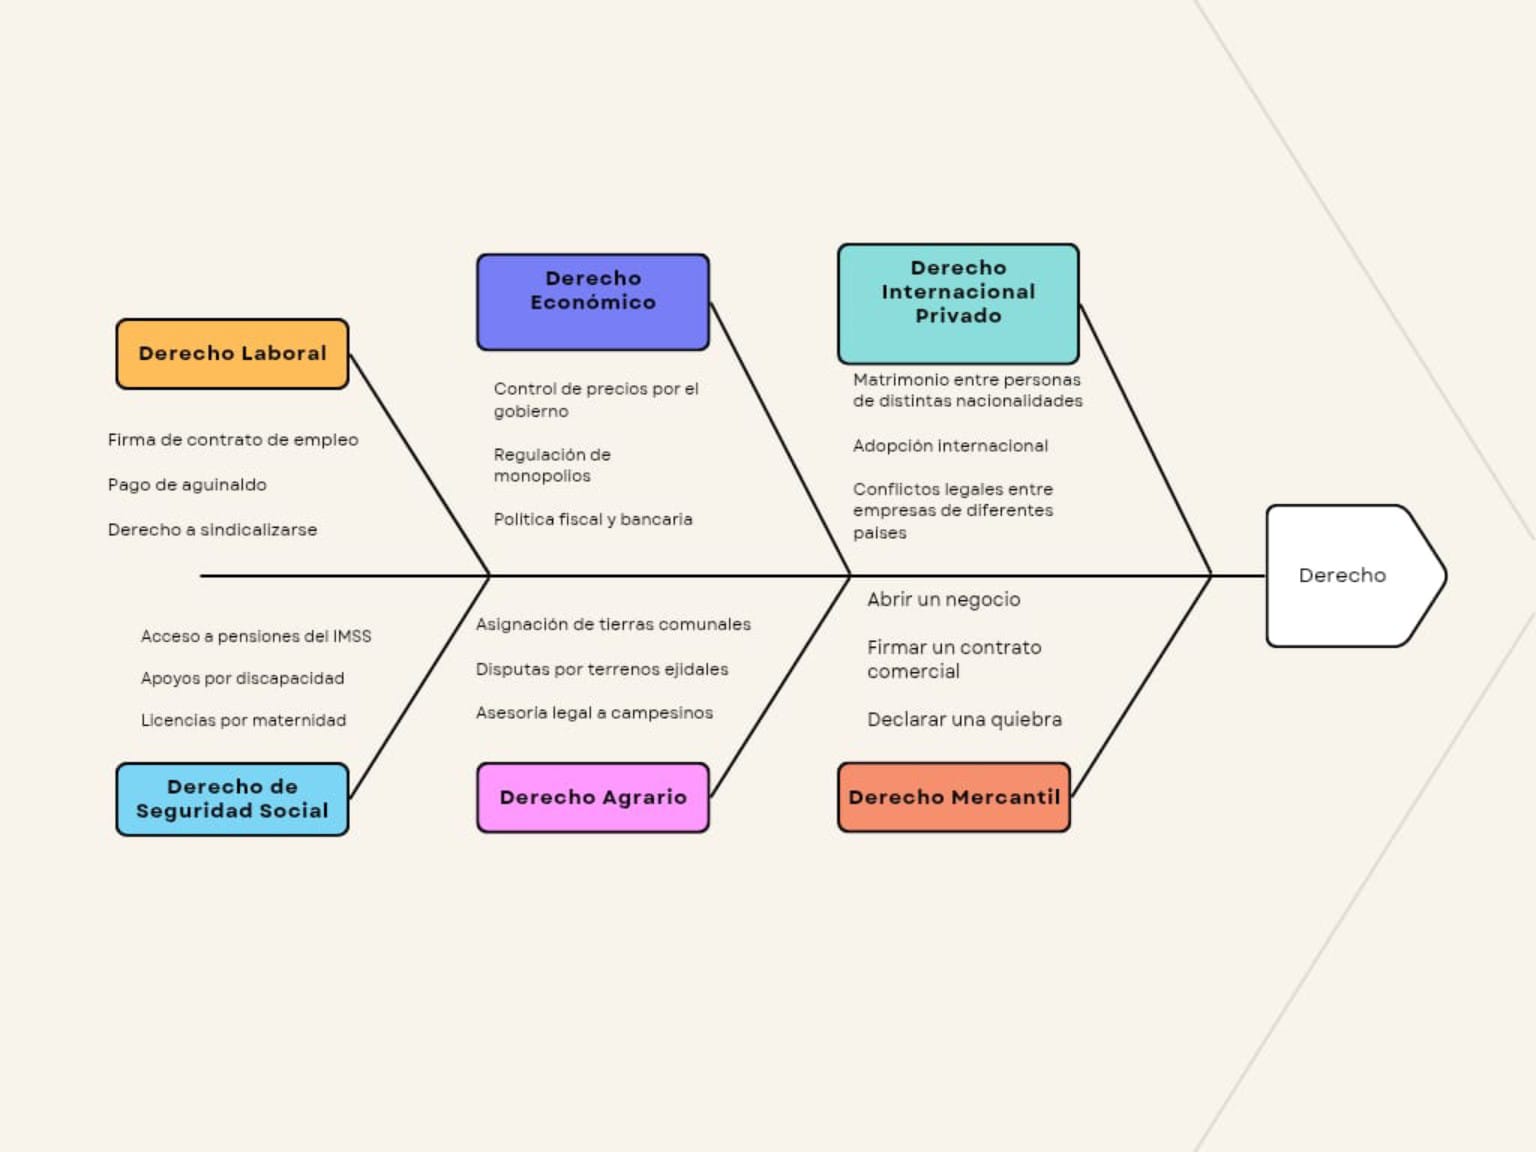 Derecho Laboral
Firma de contrato de empleo
Pago de aguinaldo
Derecho a sindicalizarse
Derecho
Económico
Control de precios por el
gobierno
Regulación de
monopolios
Política fiscal y bancaria
Derecho
Internacional
Privado
Matrimonio entre personas
de distintas nacionalidades
Adopción internacional
Conflictos legales entre
empresas de diferentes
países
Derecho
Acceso a pensiones del IMSS
Apoyos por discapacidad
Licencias por maternidad
Derecho de
Seguridad Social
Asignación de tierras comunales
Disputas por terrenos ejidales
Asesoría legal a campesinos
Derecho Agrario
Abrir un negocio
Firmar un contrato
comercial
Declarar una quiebra
Derecho Mercantil